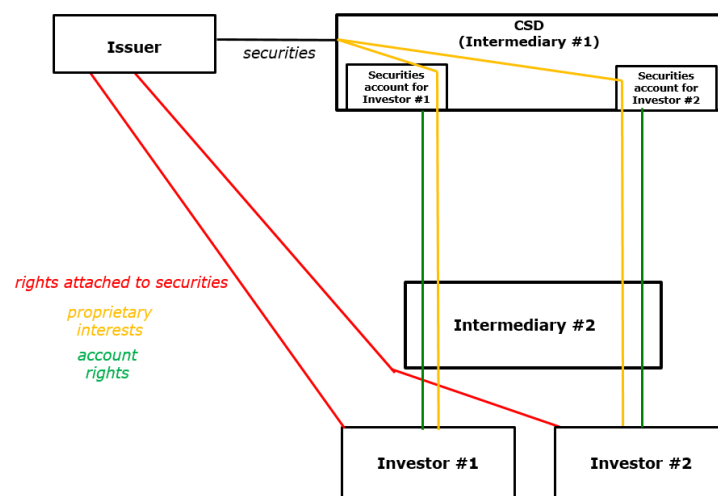 Issuer
securities
CSD
(Intermediary #1)
Securities
account for
Investor #1
Securities
account for
Investor #2
rights attached to securities
proprietary
interests
account
rights
Intermediary #2
Investor #1
Investor #2